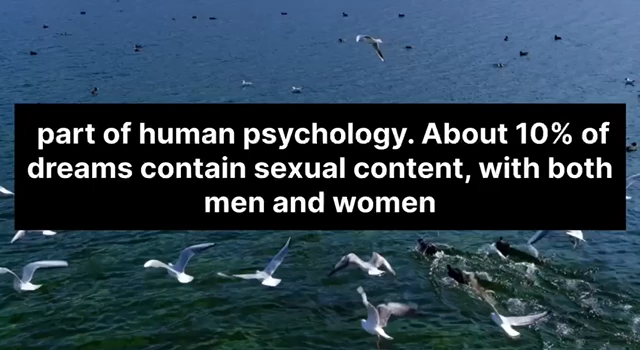 part of human psychology. About 10% of
dreams contain sexual content, with both
men and women